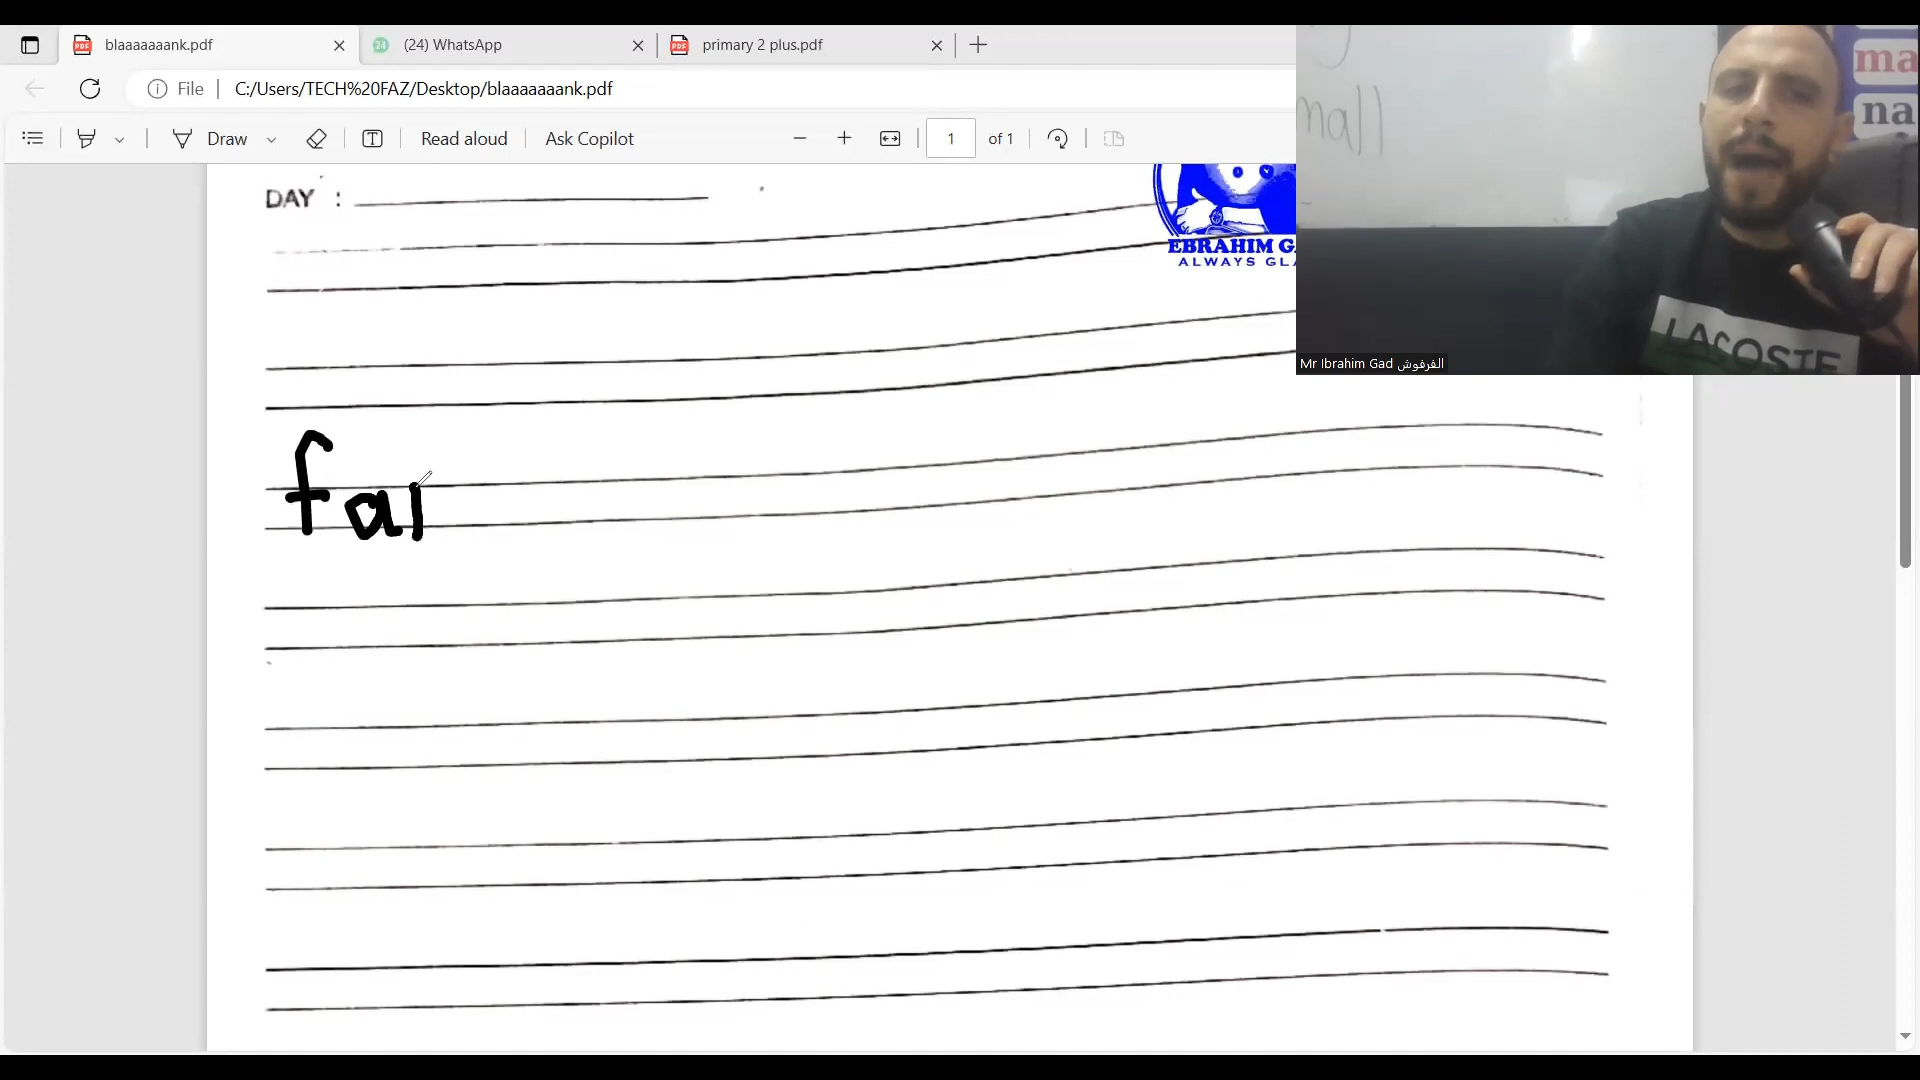 blaaaaaaank.pdf
24 (24) WhatsApp
primary 2 plus.pdf
File C:/Users/TECH%20FAZ/Desktop/blaaaaaaank.pdf
Draw
Read aloud
Ask Copilot
1 of 1
DAY :
EBRAHIM G
ALWAYS GL
mall
ma
na
LACOSTE
Mr Ibrahim Gad الفرفوش
fai